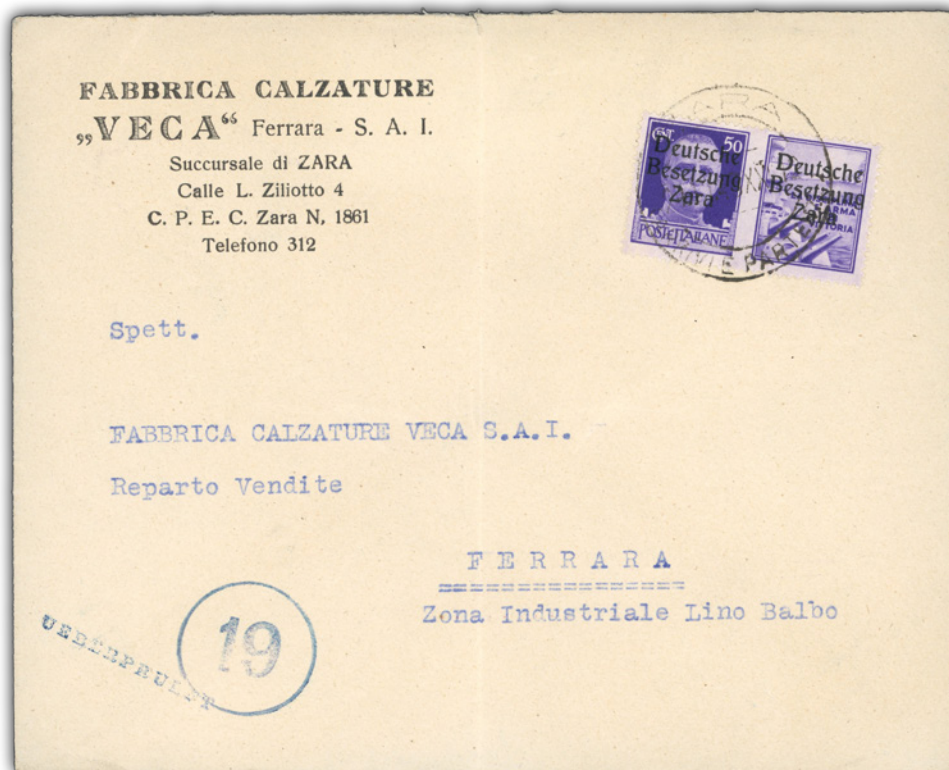 FABBRICA CALZATURE
„VECA“ Ferrara - S. A. I.
Succursale di ZARA
Calle L. Ziliotto 4
C. P. E. C. Zara N, 1861
Telefono 312
ZARA
CENT. 50
Deutsche
Besetzung
Zara
POSTE ITALIANE
Deutsche
Besetzung
Zara
Spett.
FABBRICA CALZATURE VECA S.A.I.
Reparto Vendite
FERRARA
================
Zona Industriale Lino Balbo
19
UEBERPRUEFT